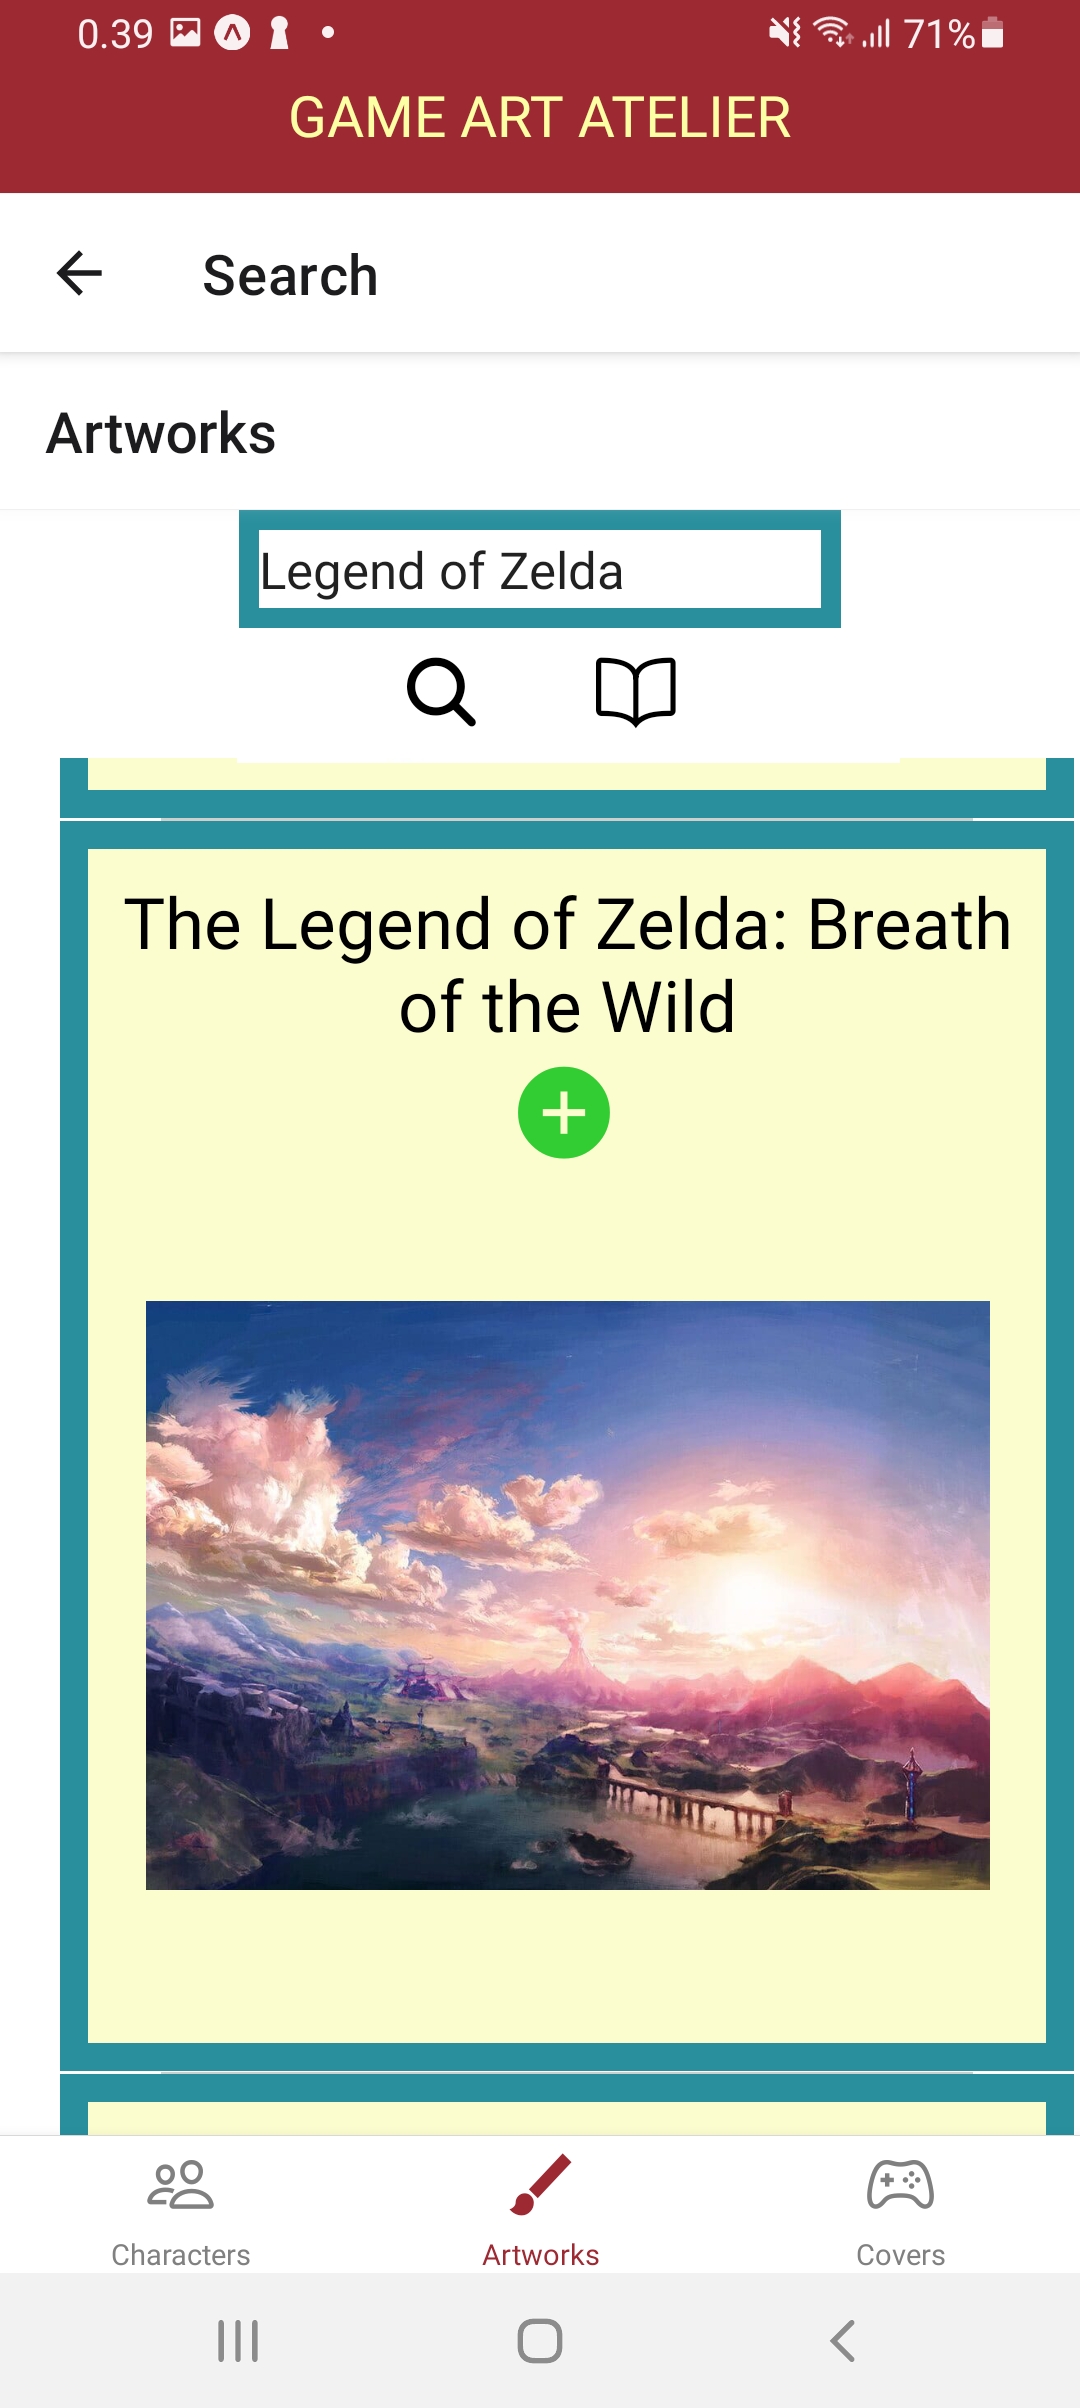 0.39
71%
GAME ART ATELIER
Search
Artworks
Legend of Zelda
The Legend of Zelda: Breath
of the Wild
Characters
Artworks
Covers